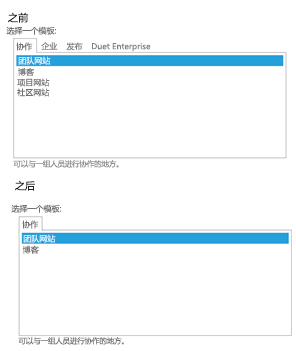 之前
选择一个模板:
协作 企业 发布 Duet Enterprise
团队网站
博客
项目网站
社区网站
可以与一组人员进行协作的地方。
之后
选择一个模板:
协作
团队网站
博客
可以与一组人员进行协作的地方。